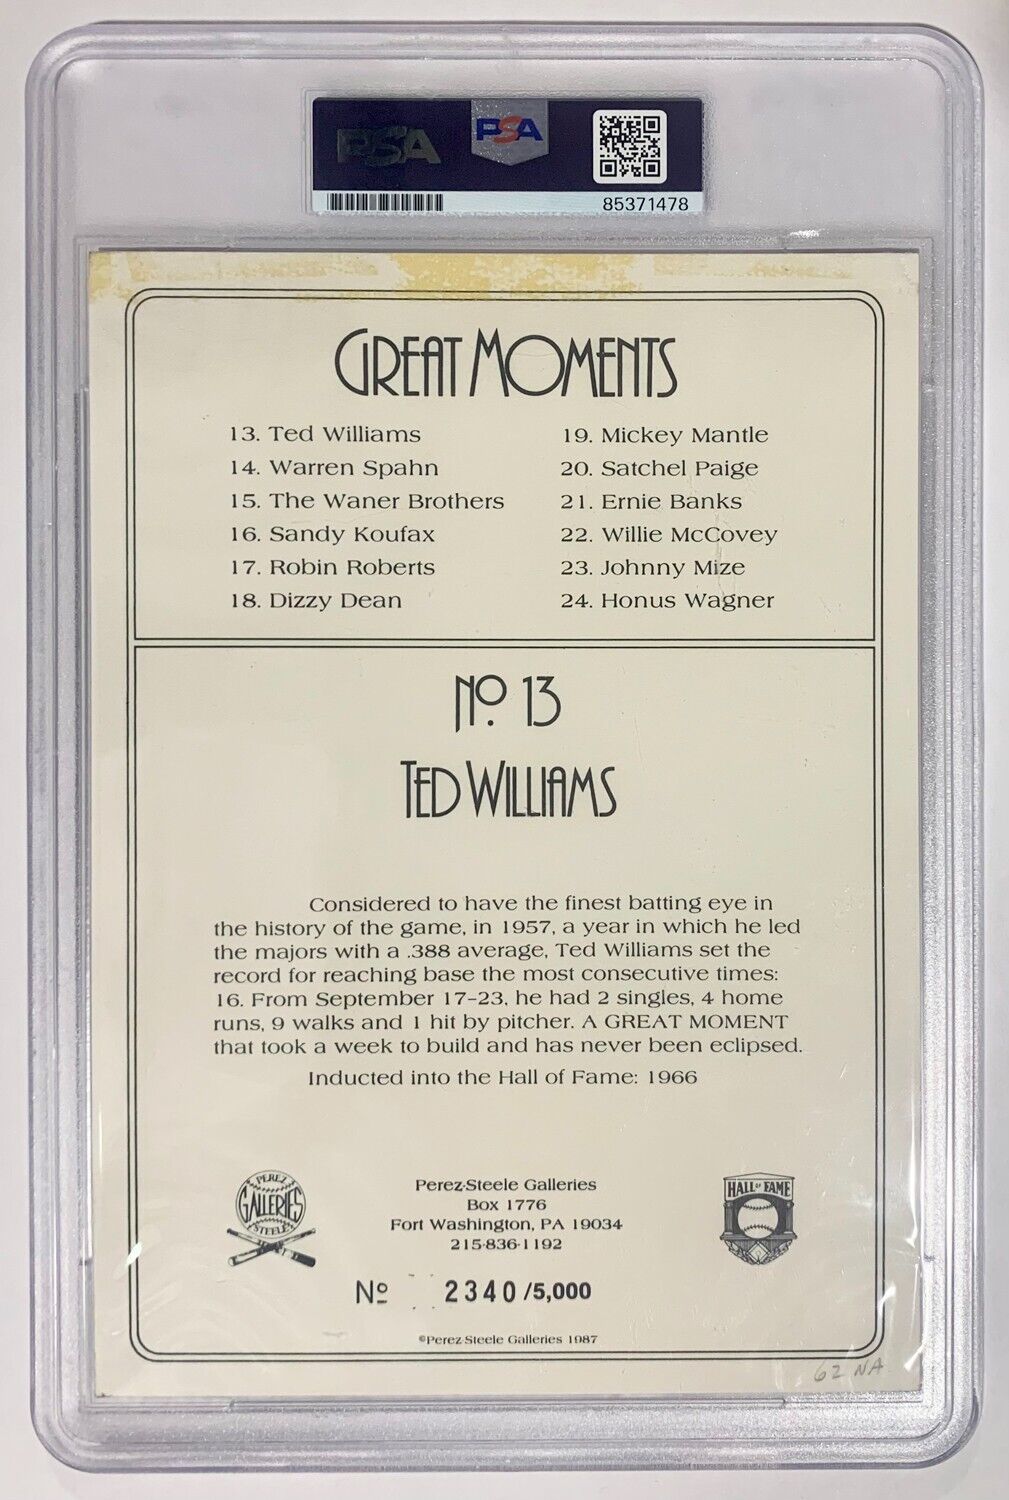 PSA
PSA
85371478
GREAT MOMENTS
13. Ted Williams
14. Warren Spahn
15. The Waner Brothers
16. Sandy Koufax
17. Robin Roberts
18. Dizzy Dean
19. Mickey Mantle
20. Satchel Paige
21. Ernie Banks
22. Willie McCovey
23. Johnny Mize
24. Honus Wagner
No. 13
TED WILLIAMS
Considered to have the finest batting eye in
the history of the game, in 1957, a year in which he led
the majors with a .388 average, Ted Williams set the
record for reaching base the most consecutive times:
16. From September 17-23, he had 2 singles, 4 home
runs, 9 walks and 1 hit by pitcher. A GREAT MOMENT
that took a week to build and has never been eclipsed.
Inducted into the Hall of Fame: 1966
PEREZ
GALLERIES
STEELE
Perez-Steele Galleries
Box 1776
Fort Washington, PA 19034
215-836-1192
HALL OF FAME
No 2340/5,000
©Perez-Steele Galleries 1987
62 NA